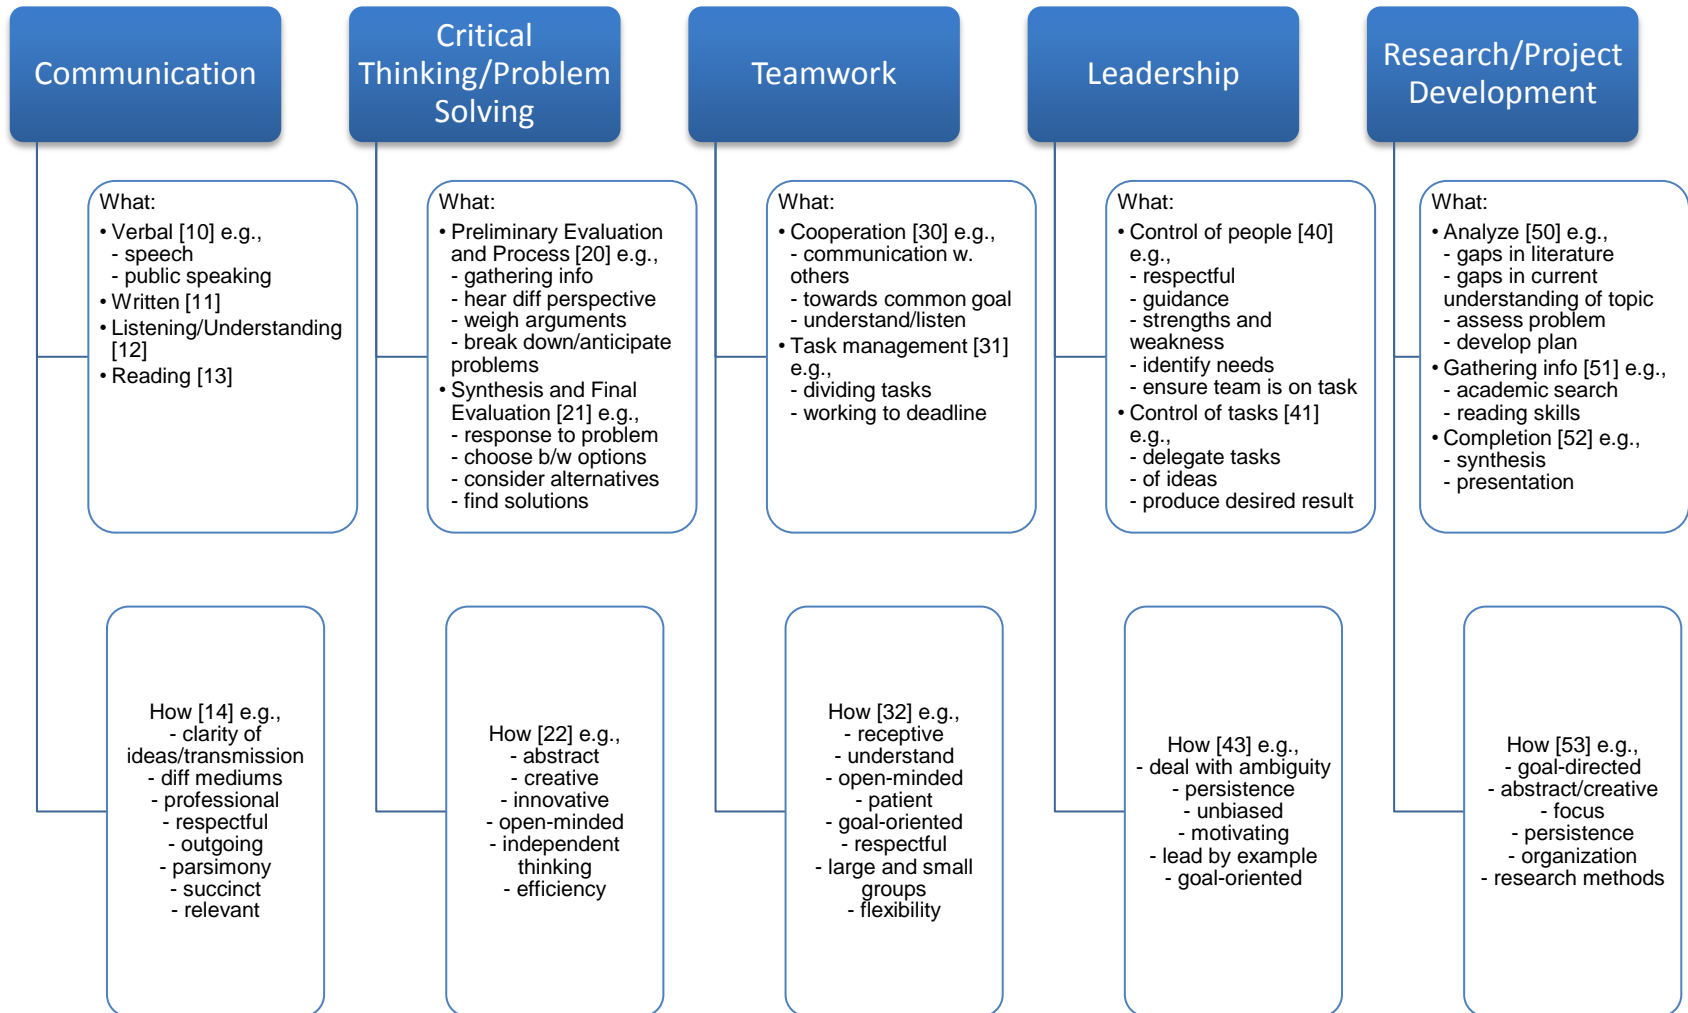 Communication
Critical
Thinking/Problem
Solving
Teamwork
Leadership
Research/Project
Development
What:
• Verbal [10] e.g.,
- speech
- public speaking
• Written [11]
• Listening/Understanding
[12]
• Reading [13]
What:
• Preliminary Evaluation
and Process [20] e.g.,
- gathering info
- hear diff perspective
- weigh arguments
- break down/anticipate
problems
• Synthesis and Final
Evaluation [21] e.g.,
- response to problem
- choose b/w options
- consider alternatives
- find solutions
What:
• Cooperation [30] e.g.,
- communication w.
others
- towards common goal
- understand/listen
• Task management [31]
e.g.,
- dividing tasks
- working to deadline
What:
• Control of people [40]
e.g.,
- respectful
- guidance
- strengths and
weakness
- identify needs
- ensure team is on task
• Control of tasks [41]
e.g.,
- delegate tasks
- of ideas
- produce desired result
What:
• Analyze [50] e.g.,
- gaps in literature
- gaps in current
understanding of topic
- assess problem
- develop plan
• Gathering info [51] e.g.,
- academic search
- reading skills
• Completion [52] e.g.,
- synthesis
- presentation
How [14] e.g.,
- clarity of
ideas/transmission
- diff mediums
- professional
- respectful
- outgoing
- parsimony
- succinct
- relevant
How [22] e.g.,
- abstract
- creative
- innovative
- open-minded
- independent
thinking
- efficiency
How [32] e.g.,
- receptive
- understand
- open-minded
- patient
- goal-oriented
- respectful
- large and small
groups
- flexibility
How [43] e.g.,
- deal with ambiguity
- persistence
- unbiased
- motivating
- lead by example
- goal-oriented
How [53] e.g.,
- goal-directed
- abstract/creative
- focus
- persistence
- organization
- research methods